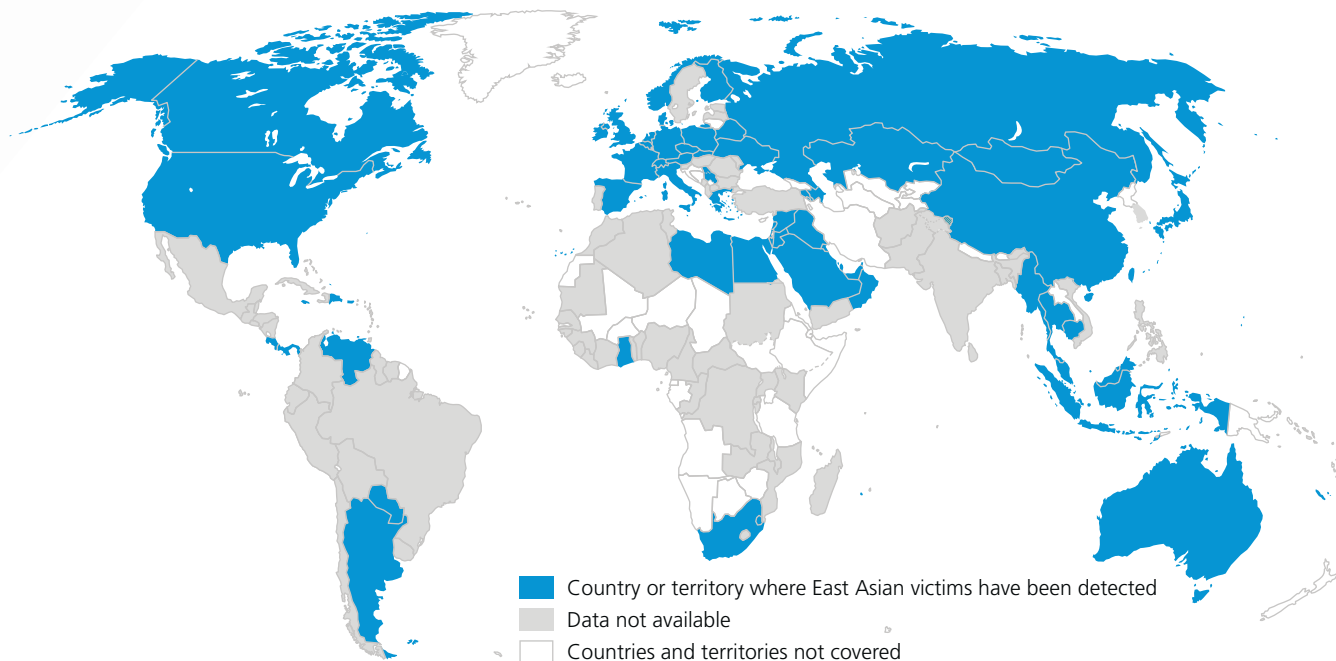 Country or territory where East Asian victims have been detected
Data not available
Countries and territories not covered